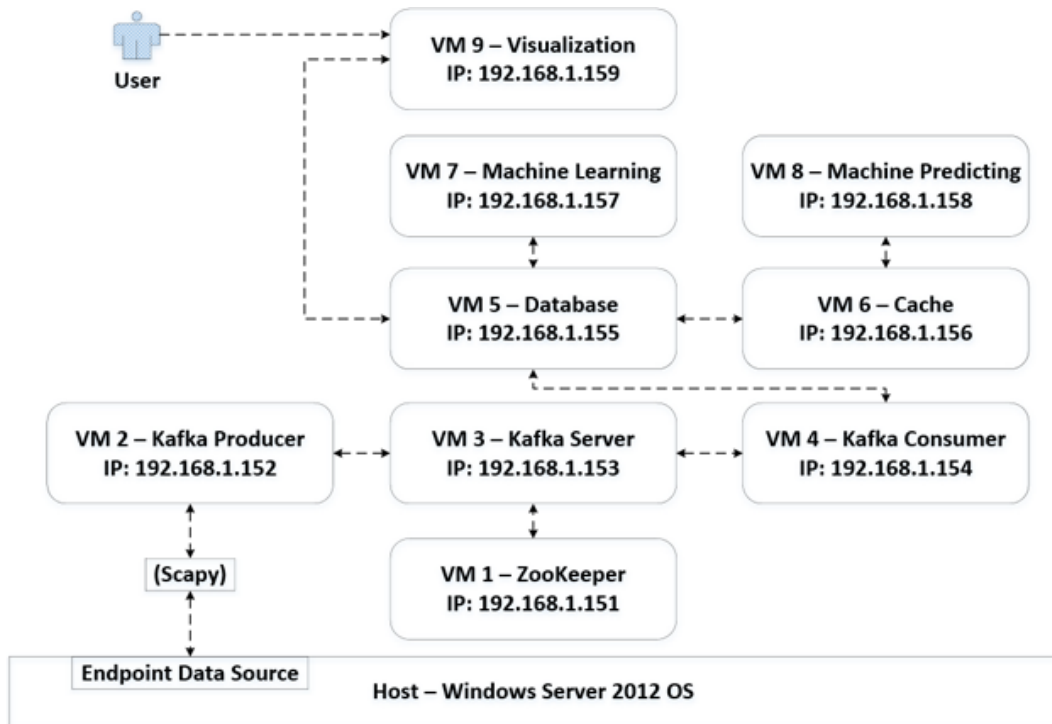 User
VM 9 – Visualization
IP: 192.168.1.159
VM 7 – Machine Learning
IP: 192.168.1.157
VM 8 – Machine Predicting
IP: 192.168.1.158
VM 5 – Database
IP: 192.168.1.155
VM 6 – Cache
IP: 192.168.1.156
VM 2 – Kafka Producer
IP: 192.168.1.152
VM 3 – Kafka Server
IP: 192.168.1.153
VM 4 – Kafka Consumer
IP: 192.168.1.154
(Scapy)
VM 1 – ZooKeeper
IP: 192.168.1.151
Endpoint Data Source
Host – Windows Server 2012 OS